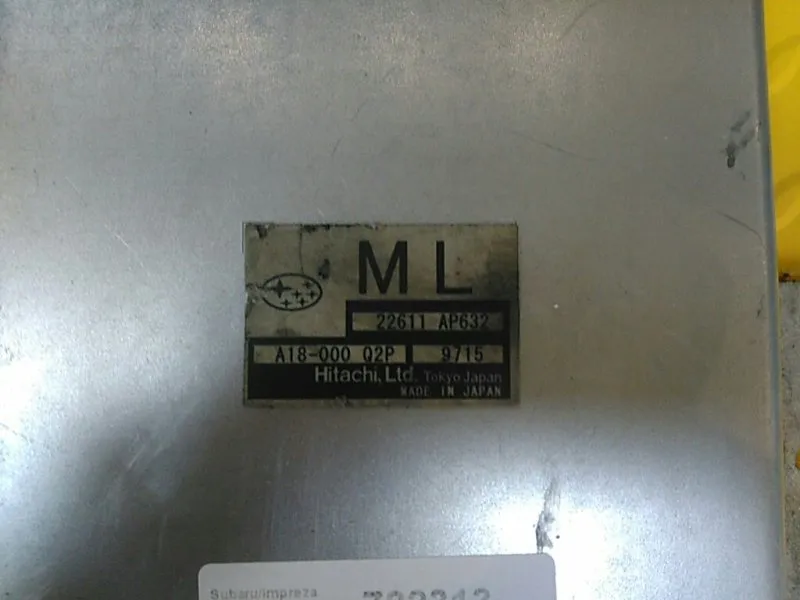 ML
22611 AP632
A18-000 Q2P 9715
Hitachi, Ltd. Tokyo Japan
MADE IN JAPAN
Subaru/impreza